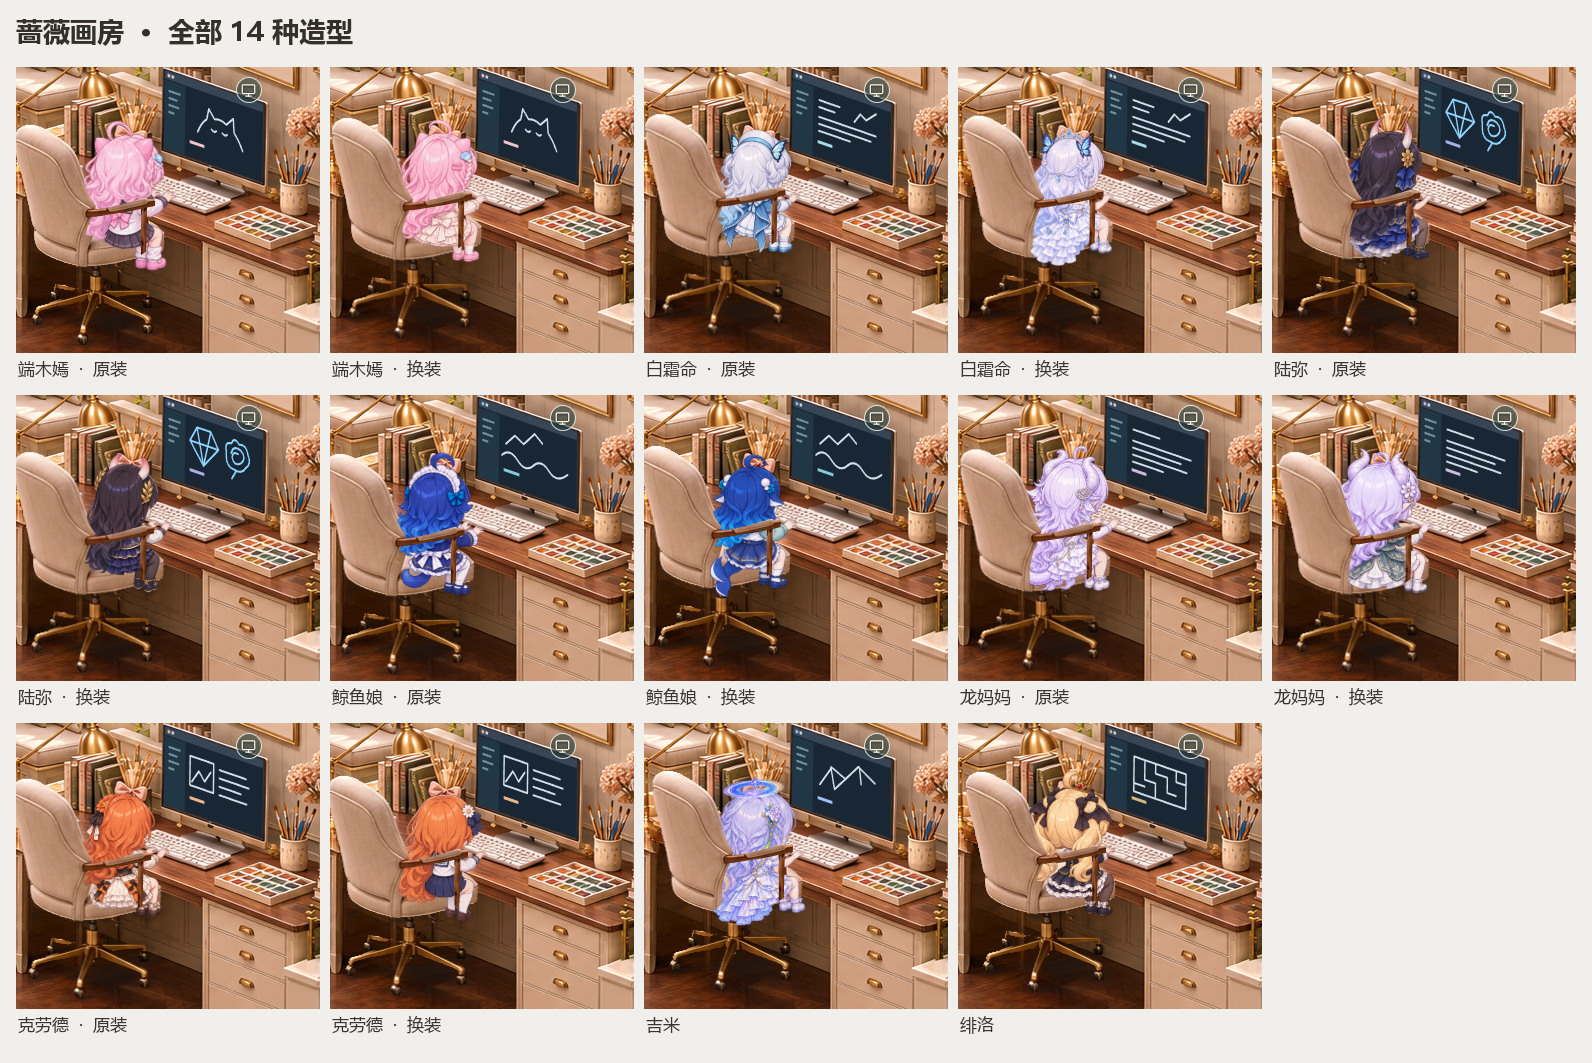 蔷薇画房 • 全部 14 种造型
端木嫣 · 原装
端木嫣 · 换装
白霜命 · 原装
白霜命 · 换装
陆弥 · 原装
陆弥 · 换装
鲸鱼娘 · 原装
鲸鱼娘 · 换装
龙妈妈 · 原装
龙妈妈 · 换装
克劳德 · 原装
克劳德 · 换装
吉米
绯洛